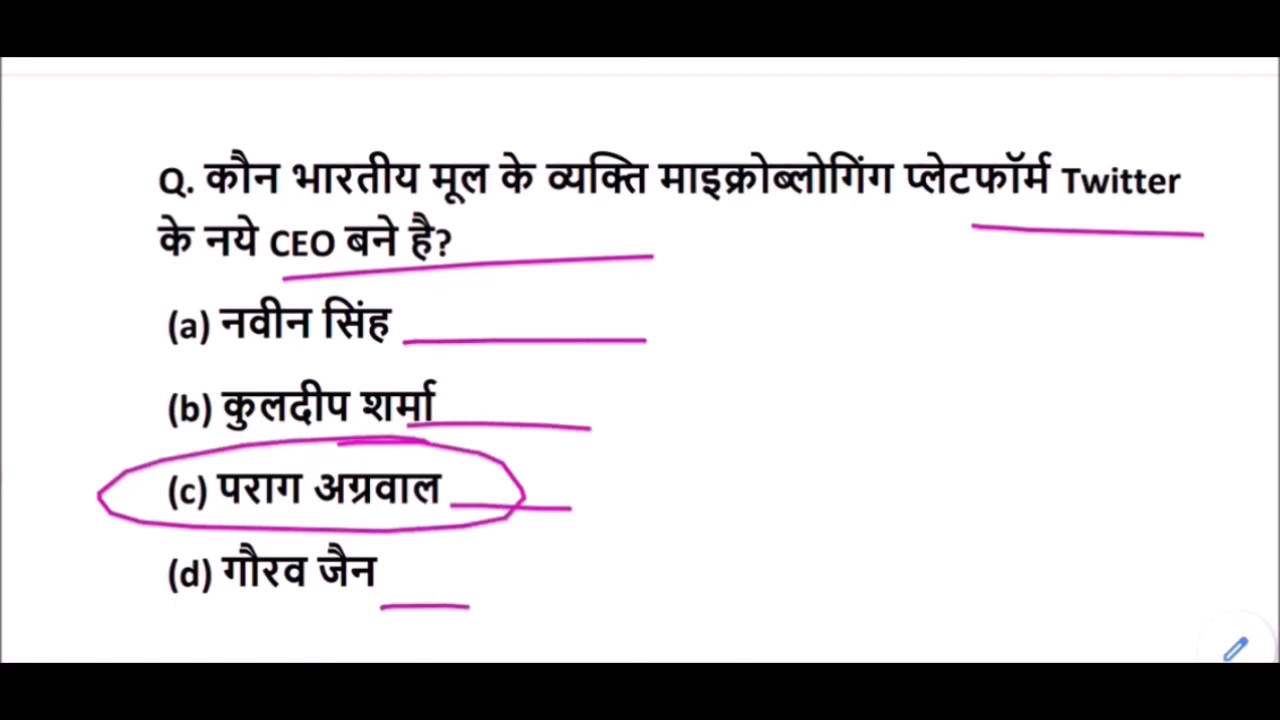 Q. कौन भारतीय मूल के व्यक्ति माइक्रोब्लोगिंग प्लेटफॉर्म Twitter
के नये CEO बने है?
(a) नवीन सिंह
(b) कुलदीप शर्मा
(c) पराग अग्रवाल
(d) गौरव जैन